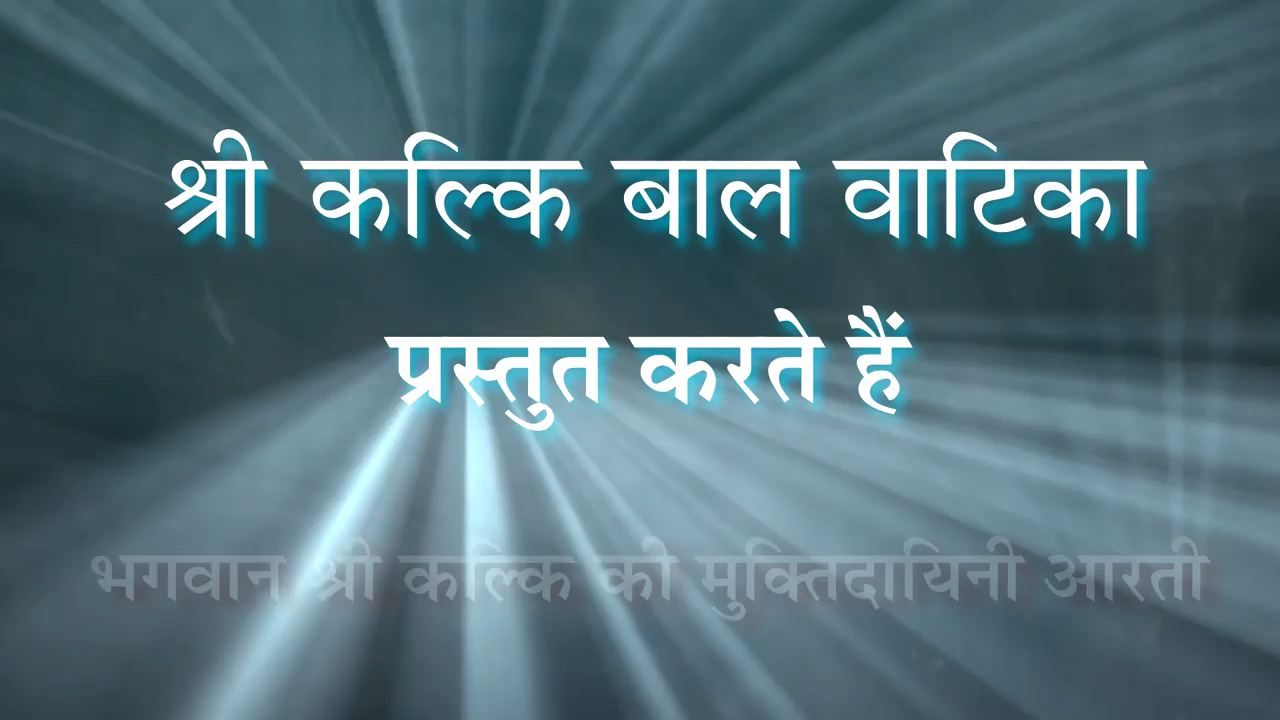 श्री कल्कि बाल वाटिका
प्रस्तुत करते हैं
भगवान श्री कल्कि की मुक्तिदायिनी आरती